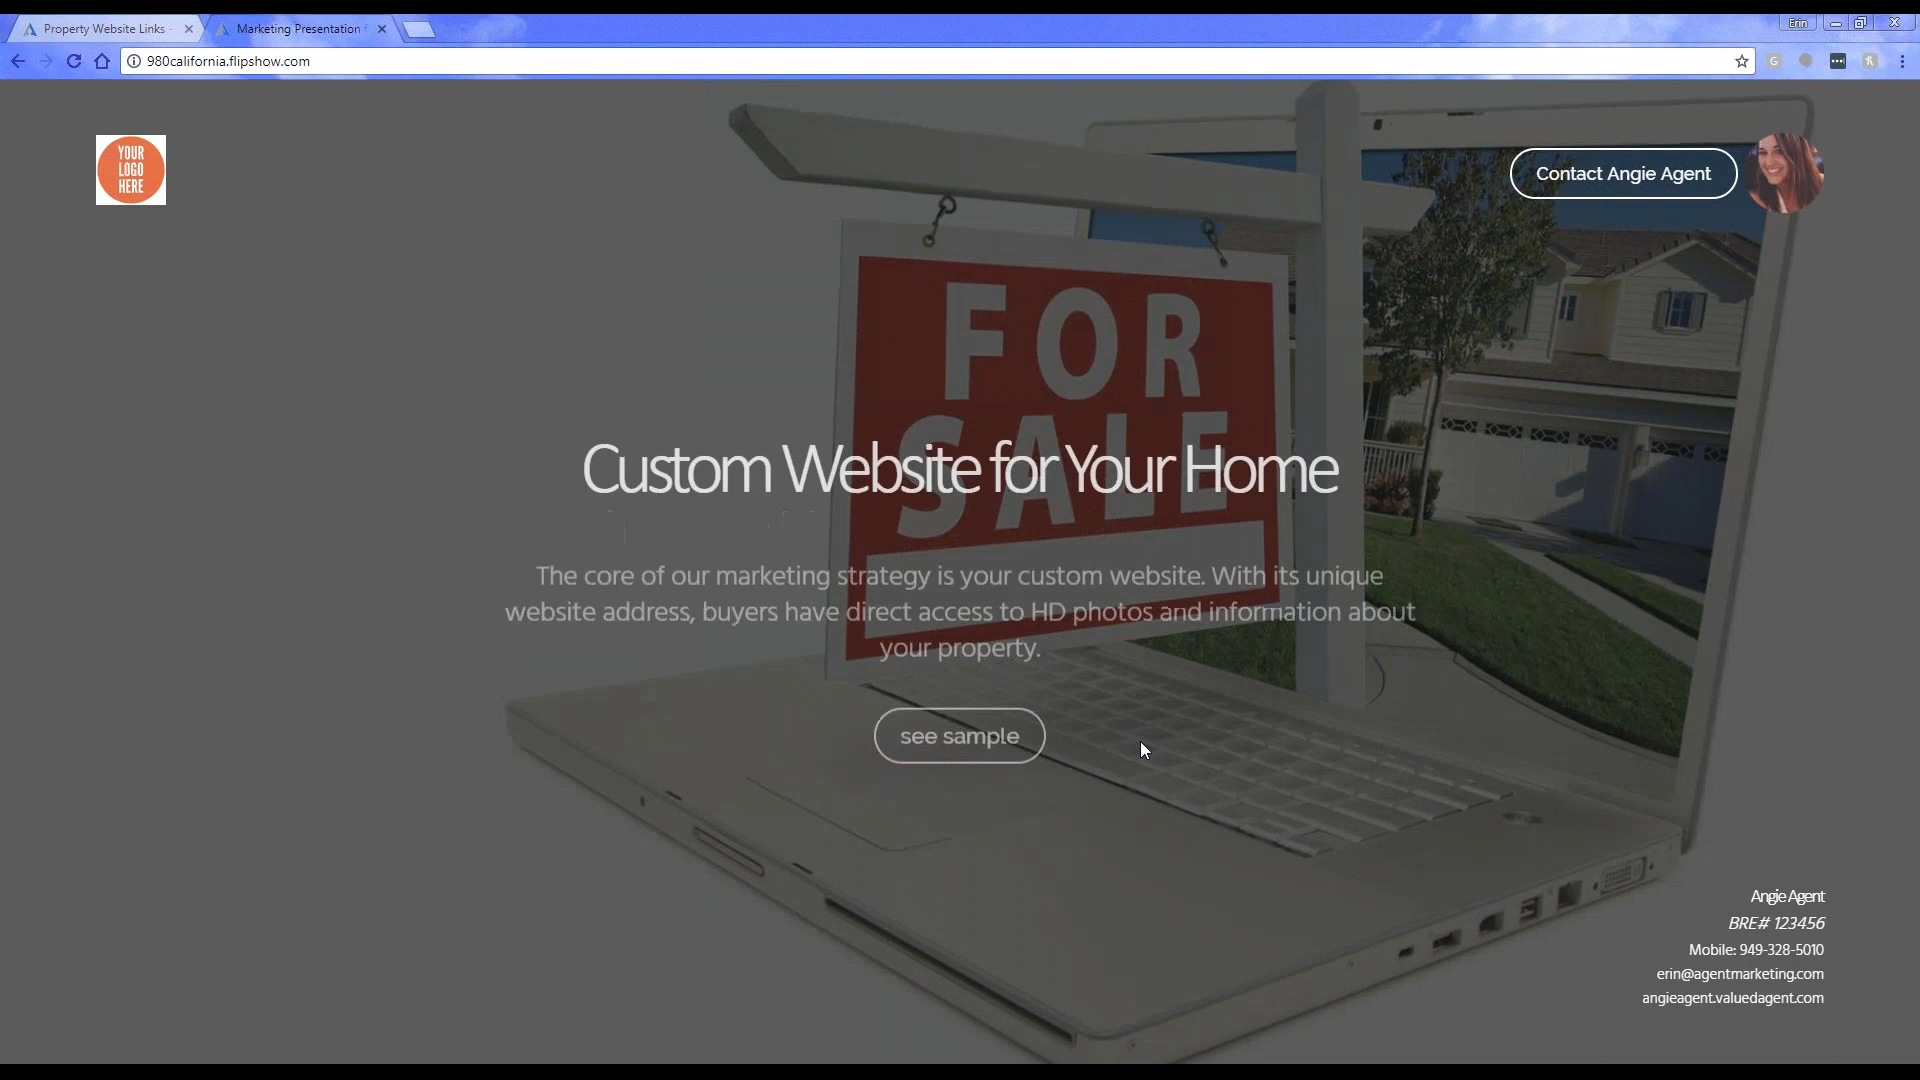 Property Website Links -
Marketing Presentation f
Erin
980california.flipshow.com
YOUR
LOGO
HERE
Contact Angie Agent
FOR
SALE
Custom Website for Your Home
The core of our marketing strategy is your custom website. With its unique
website address, buyers have direct access to HD photos and information about
your property.
see sample
Angie Agent
BRE# 123456
Mobile: 949-328-5010
erin@agentmarketing.com
angieagent.valuedagent.com